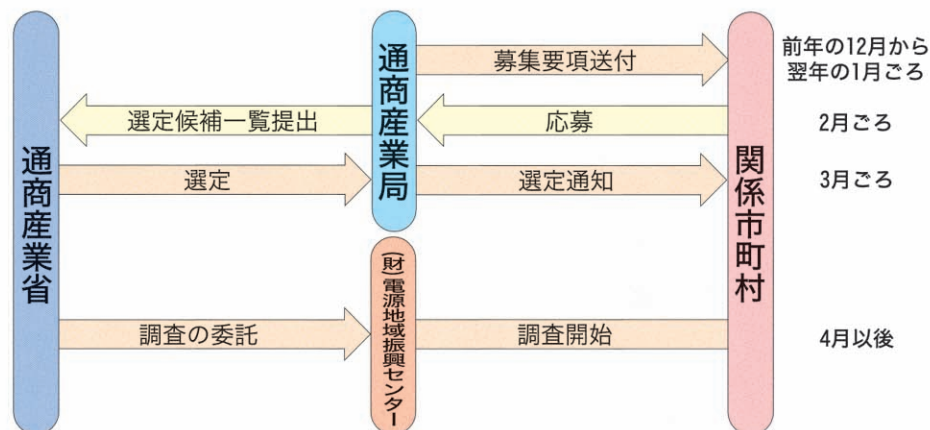 通商産業省
通商産業局
(財)電源地域振興センター
関係市町村
募集要項送付
前年の12月から
翌年の1月ごろ
選定候補一覧提出
応募
2月ごろ
選定
選定通知
3月ごろ
調査の委託
調査開始
4月以後